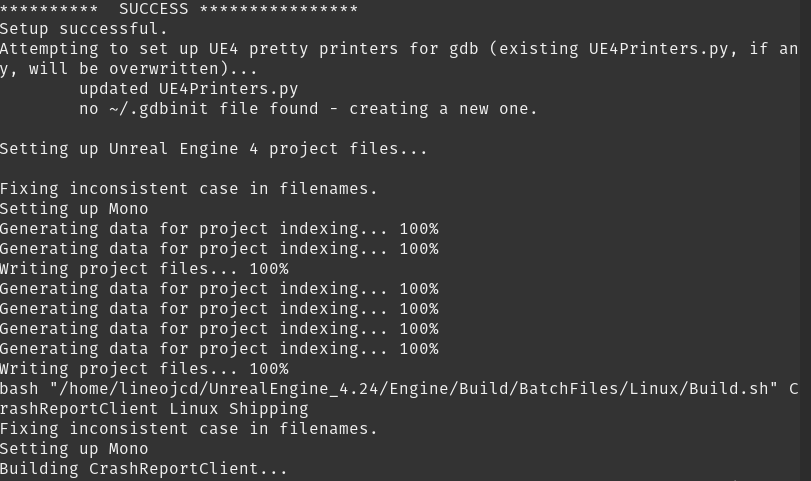 ********** SUCCESS ****************
Setup successful.
Attempting to set up UE4 pretty printers for gdb (existing UE4Printers.py, if an
y, will be overwritten)...
updated UE4Printers.py
no ~/.gdbinit file found - creating a new one.
Setting up Unreal Engine 4 project files...
Fixing inconsistent case in filenames.
Setting up Mono
Generating data for project indexing... 100%
Generating data for project indexing... 100%
Writing project files... 100%
Generating data for project indexing... 100%
Generating data for project indexing... 100%
Generating data for project indexing... 100%
Generating data for project indexing... 100%
Writing project files... 100%
bash "/home/lineojcd/UnrealEngine_4.24/Engine/Build/BatchFiles/Linux/Build.sh" C
rashReportClient Linux Shipping
Fixing inconsistent case in filenames.
Setting up Mono
Building CrashReportClient...